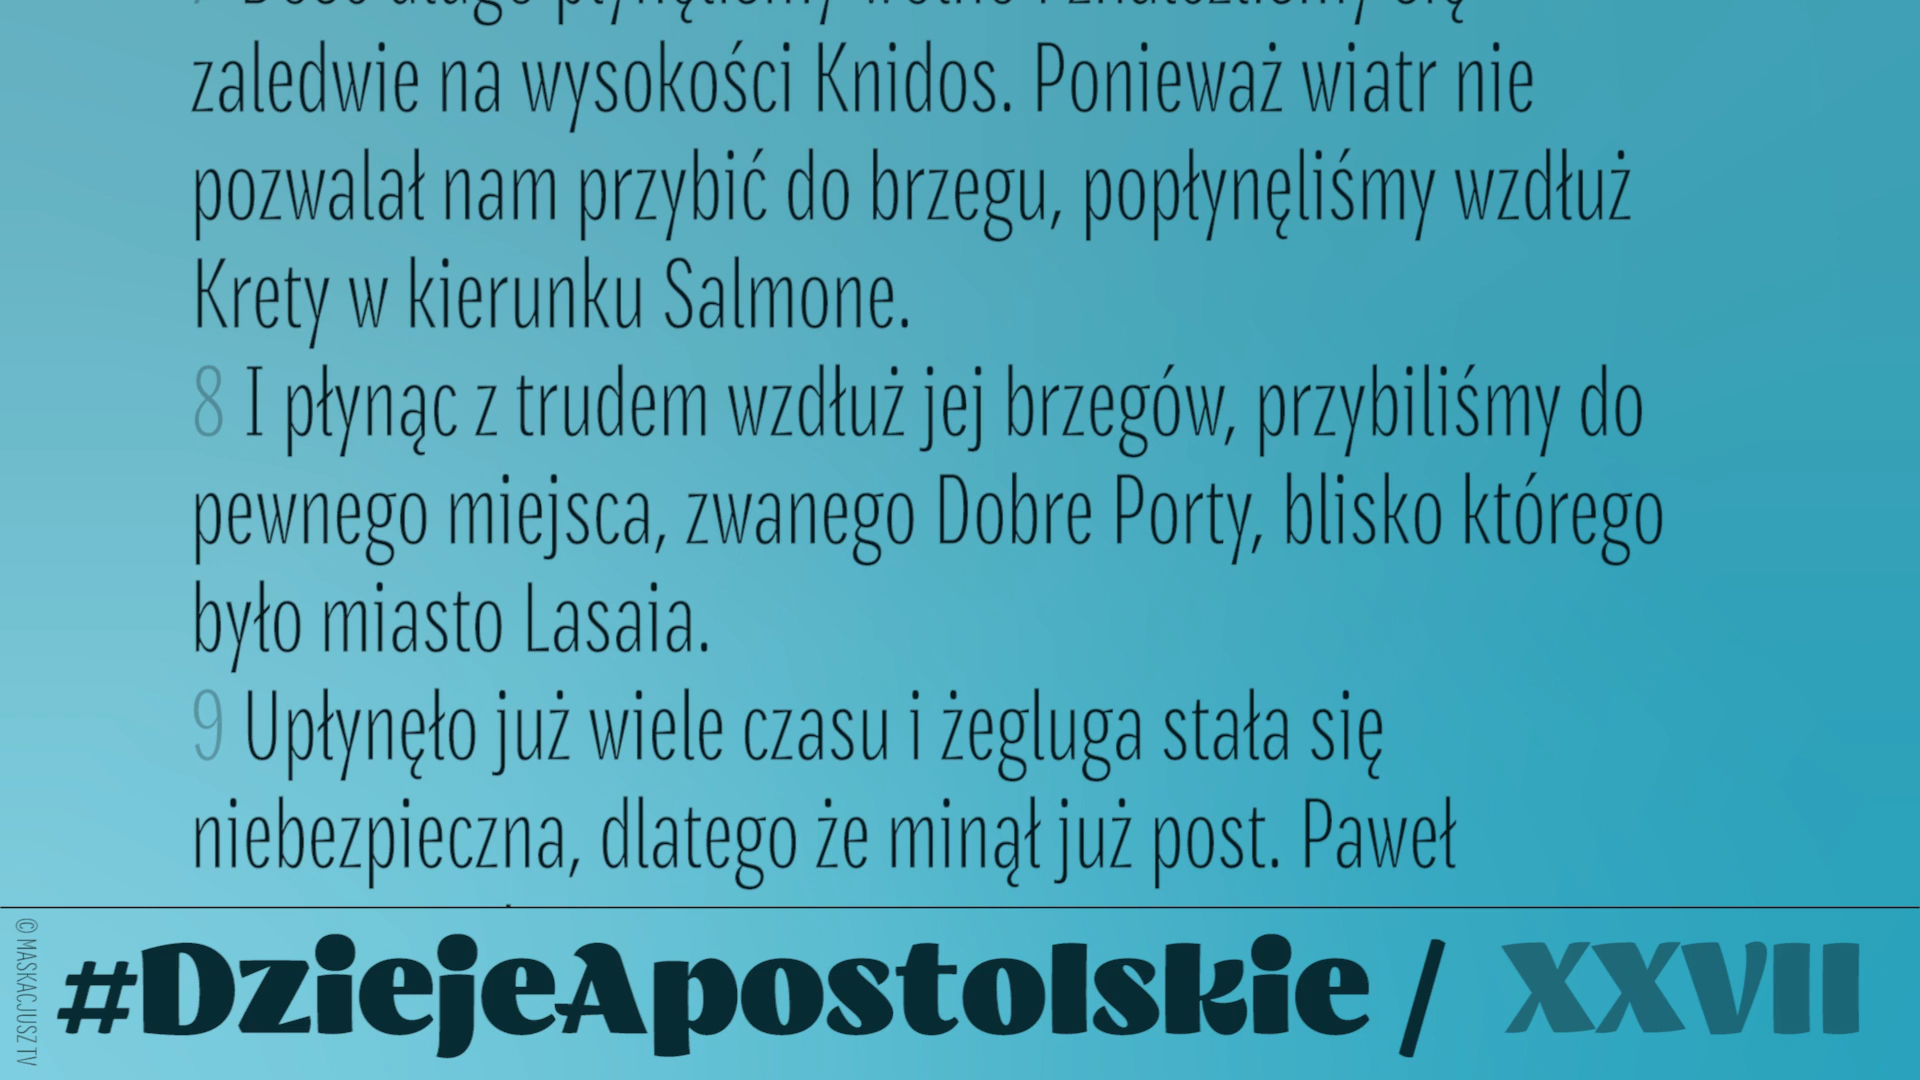 zaledwie na wysokości Knidos. Ponieważ wiatr nie
pozwalał nam przybić do brzegu, popłynęliśmy wzdłuż
Krety w kierunku Salmone.
8 I płynąc z trudem wzdłuż jej brzegów, przybiliśmy do
pewnego miejsca, zwanego Dobre Porty, blisko którego
było miasto Lasaia.
9 Upłynęło już wiele czasu i żegluga stała się
niebezpieczna, dlatego że minął już post. Paweł
© MASKACJUSZ TV
#DziejeApostolskie / XXVII